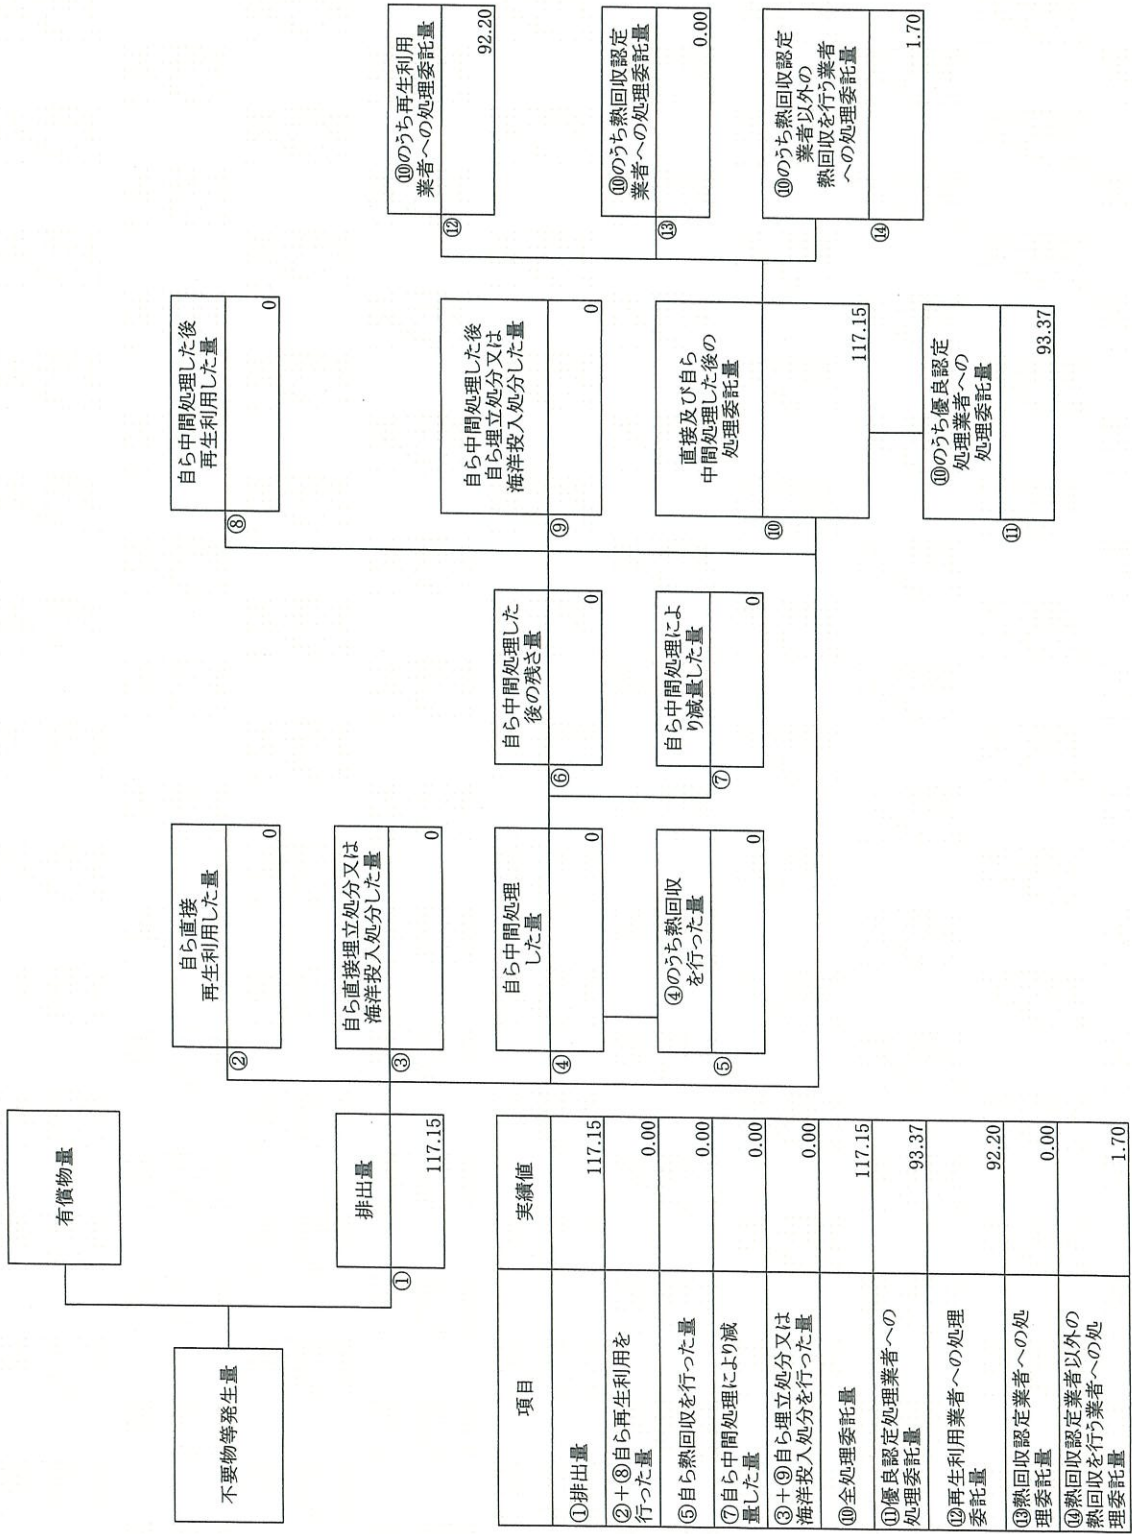 不要物等発生量
有償物量
排出量
①
117.15
自ら直接
再生利用した量
②
0
自ら直接埋立処分又は
海洋投入処分した量
③
0
自ら中間処理
した量
④
0
④のうち熱回収
を行った量
⑤
0
自ら中間処理した
後の残さ量
⑥
0
自ら中間処理によ
り減量した量
⑦
0
自ら中間処理した後
再生利用した量
⑧
0
自ら中間処理した後
自ら埋立処分又は
海洋投入処分した量
⑨
0
直接及び自ら
中間処理した後の
処理委託量
⑩
117.15
⑩のうち優良認定
処理業者への
処理委託量
⑪
93.37
⑩のうち再生利用
業者への処理委託量
⑫
92.20
⑩のうち熱回収認定
業者への処理委託量
⑬
0.00
⑩のうち熱回収認定
業者以外の
熱回収を行う業者
への処理委託量
⑭
1.70
項目 実績値
①排出量 117.15
②+⑧自ら再生利用を
行った量 0.00
⑤自ら熱回収を行った量 0.00
⑦自ら中間処理により減
量した量 0.00
③+⑨自ら埋立処分又は
海洋投入処分を行った量 0.00
⑩全処理委託量 117.15
⑪優良認定処理業者への
処理委託量 93.37
⑫再生利用業者への処理
委託量 92.20
⑬熱回収認定業者への処
理委託量 0.00
⑭熱回収認定業者以外の
熱回収を行う業者への処
理委託量 1.70